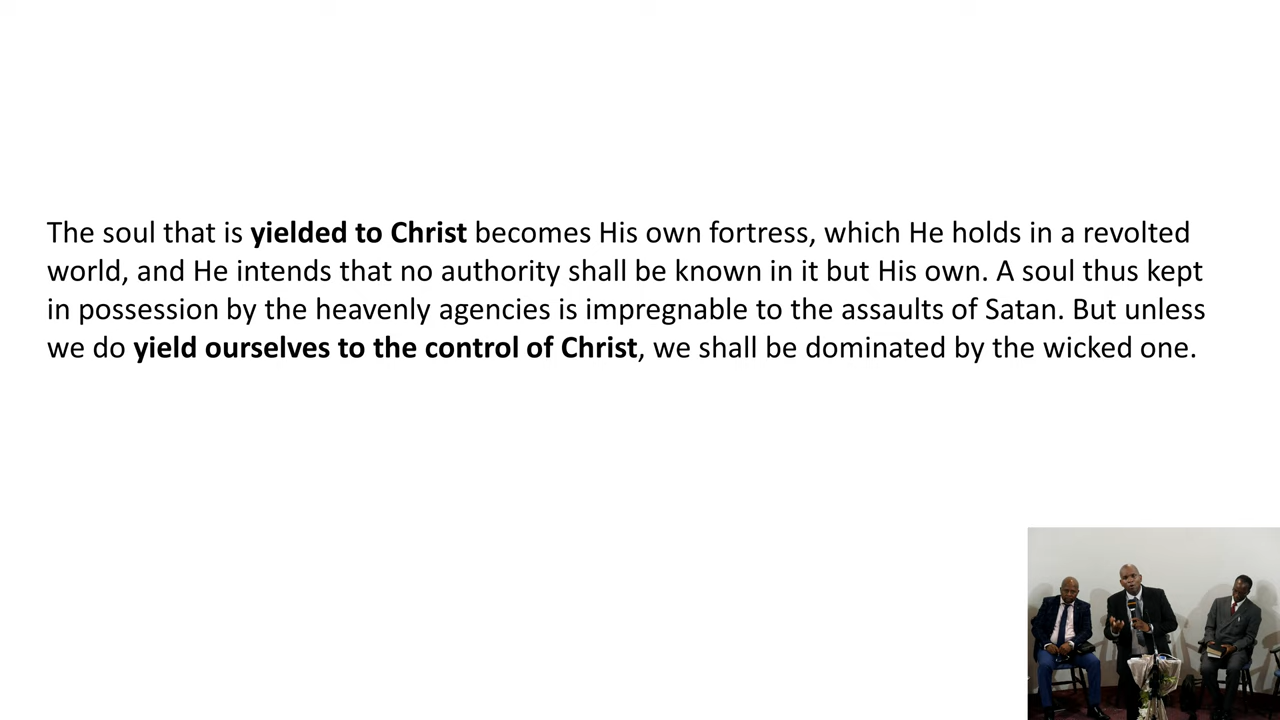 The soul that is yielded to Christ becomes His own fortress, which He holds in a revolted
world, and He intends that no authority shall be known in it but His own. A soul thus kept
in possession by the heavenly agencies is impregnable to the assaults of Satan. But unless
we do yield ourselves to the control of Christ, we shall be dominated by the wicked one.